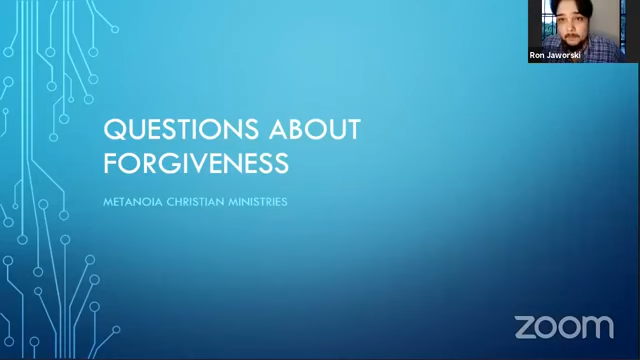 Ron Jaworski
QUESTIONS ABOUT
FORGIVENESS
METANOIA CHRISTIAN MINISTRIES
zoom